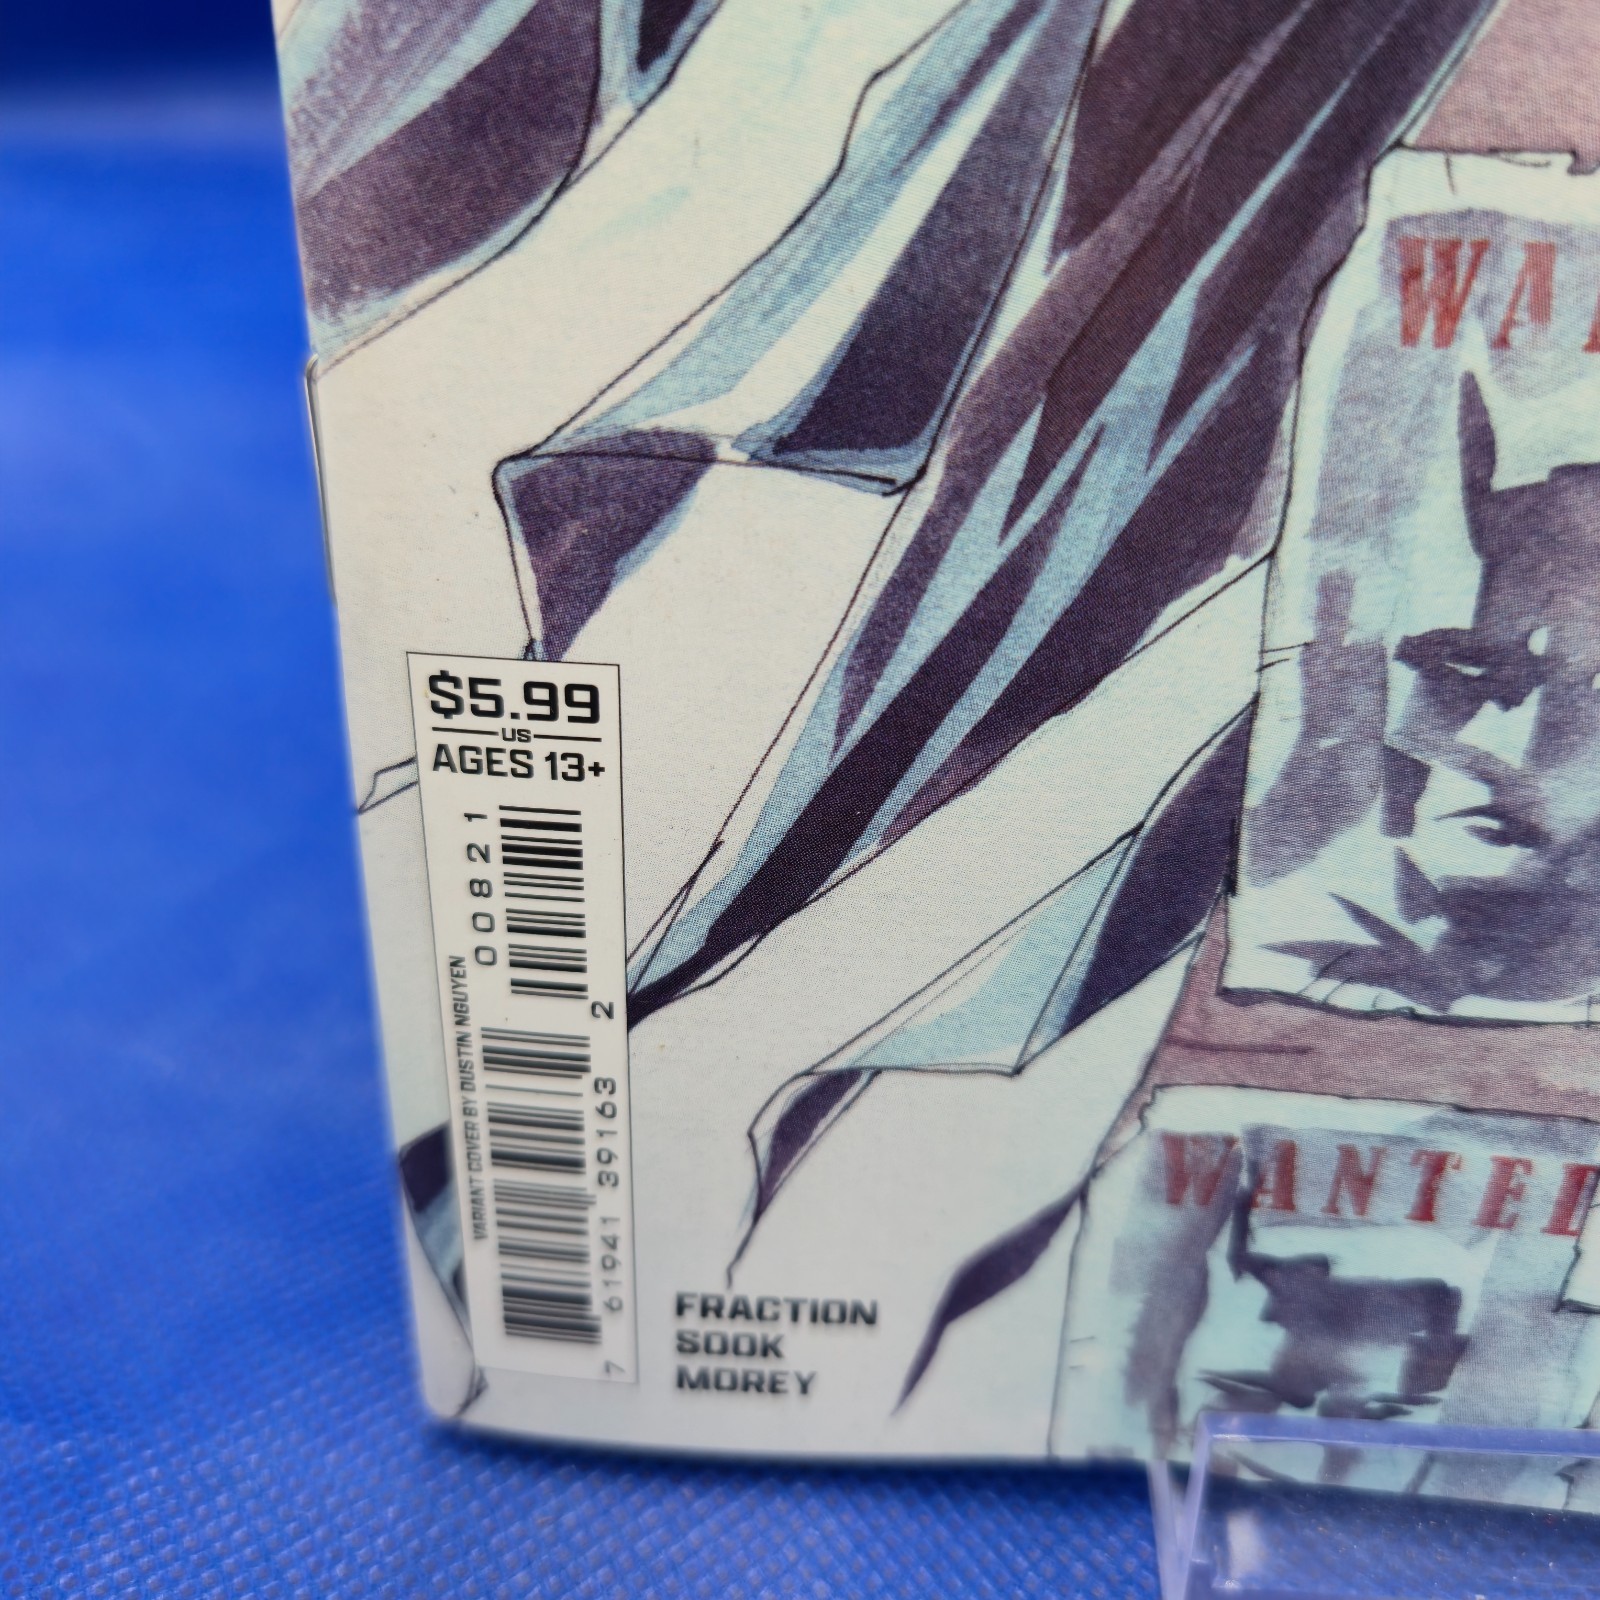 $5.99
US
AGES 13+
00821
VARIANT COVER BY DUSTIN NGUYEN
7 61941 39163 2
FRACTION
SOOK
MOREY
WA
WANTED